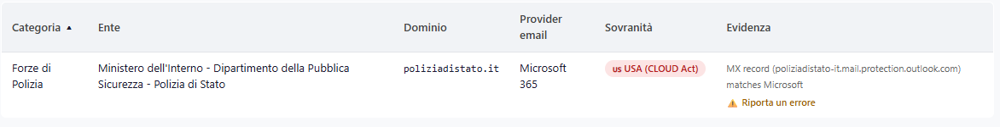 Categoria ▲ Ente Dominio Provider email Sovranità Evidenza
Forze di Polizia
Ministero dell'Interno - Dipartimento della Pubblica
Sicurezza - Polizia di Stato
poliziadistato.it
Microsoft
365
us USA (CLOUD Act)
MX record (poliziadistato-it.mail.protection.outlook.com)
matches Microsoft
⚠ Riporta un errore